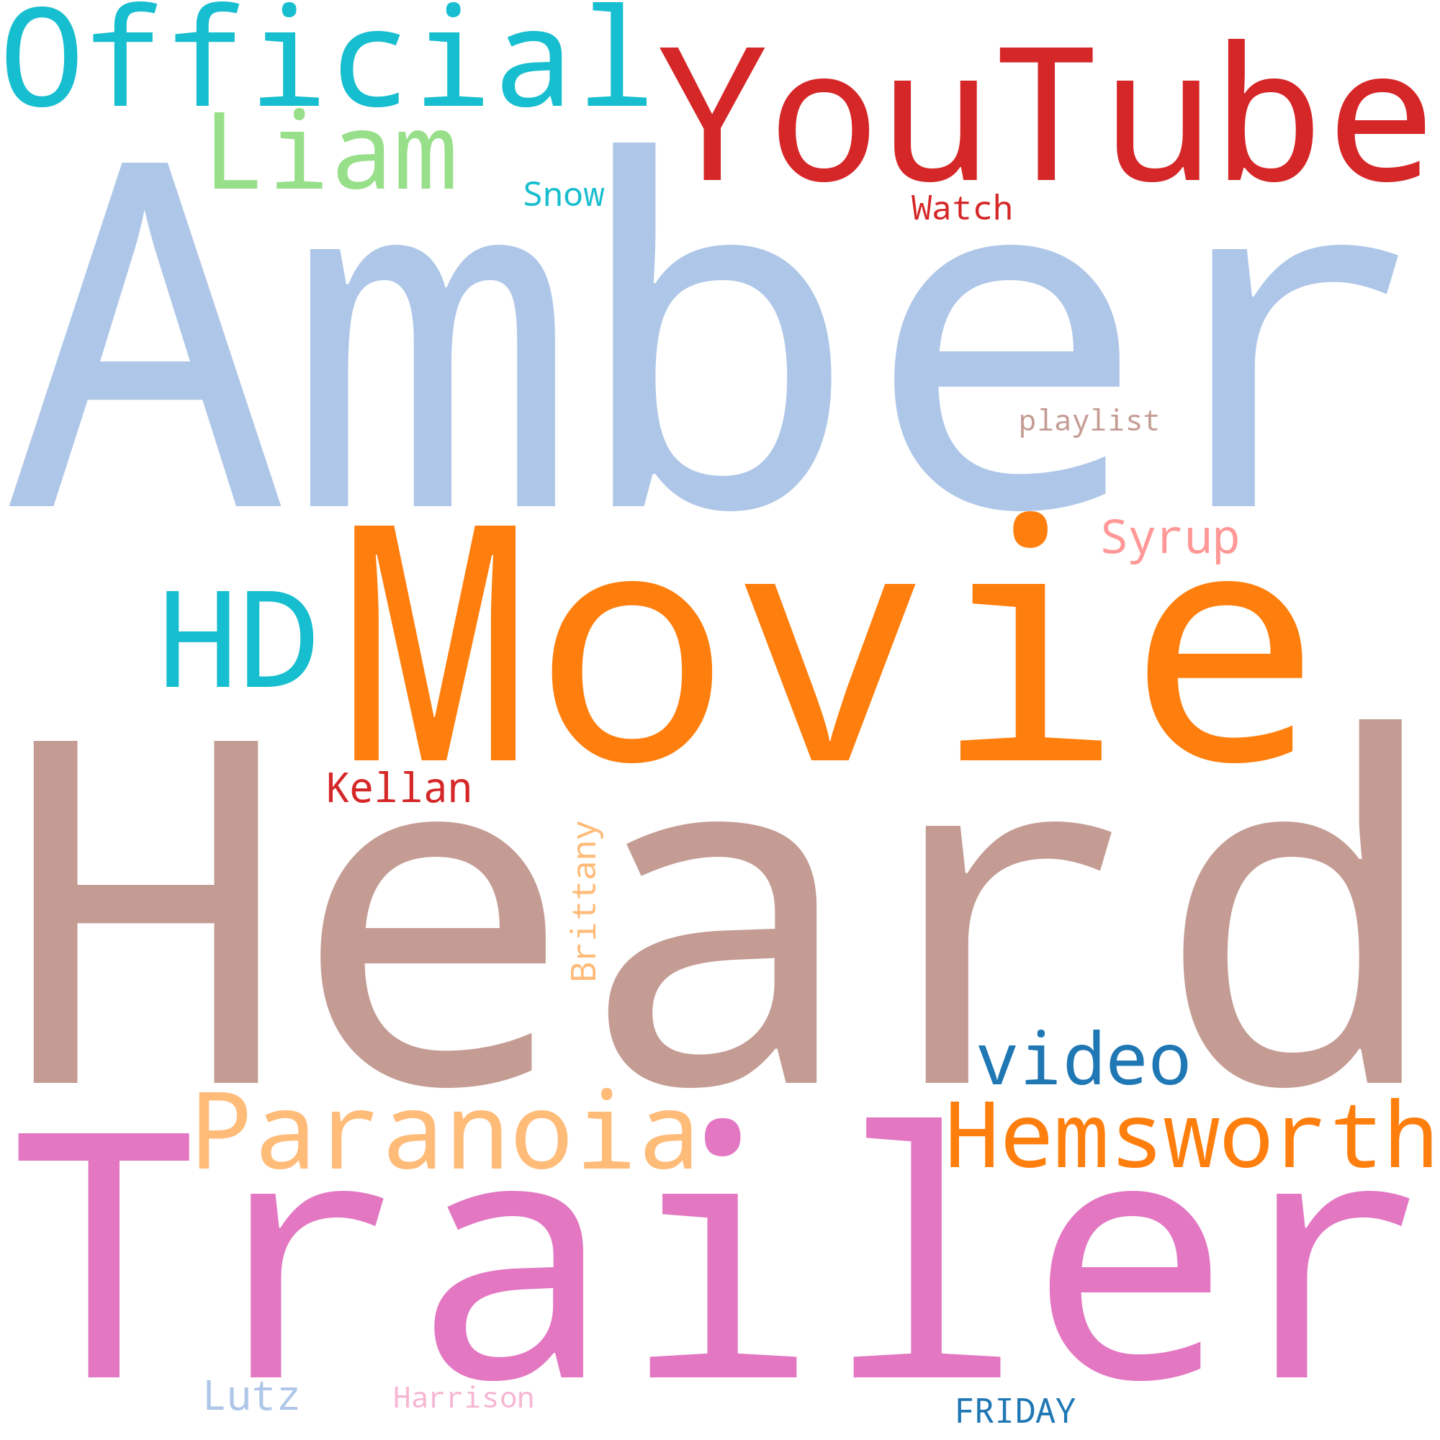 Official
YouTube
Liam
Snow
Watch
Amber
playlist
Syrup
HD
Movie
Kellan
Brittany
Heard
video
Paranoia
Hemsworth
Trailer
Lutz
Harrison
FRIDAY